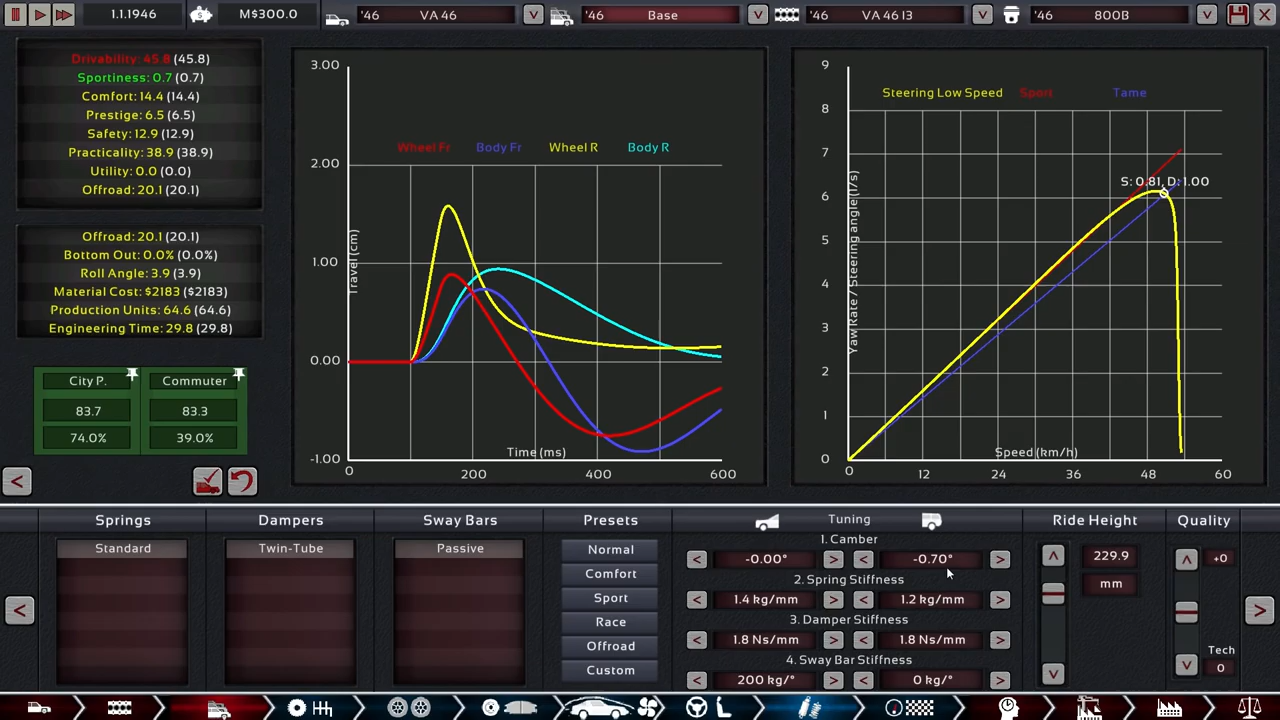 1.1.1946 M$300.0 '46 VA 46 '46 Base '46 VA 46 I3 '46 800B
Drivability: 45.8 (45.8)
Sportiness: 0.7 (0.7)
Comfort: 14.4 (14.4)
Prestige: 6.5 (6.5)
Safety: 12.9 (12.9)
Practicality: 38.9 (38.9)
Utility: 0.0 (0.0)
Offroad: 20.1 (20.1)
Offroad: 20.1 (20.1)
Bottom Out: 0.0% (0.0%)
Roll Angle: 3.9 (3.9)
Material Cost: $2183 ($2183)
Production Units: 64.6 (64.6)
Engineering Time: 29.8 (29.8)
City P. Commuter
83.7 83.3
74.0% 39.0%
3.00
2.00
1.00
0.00
-1.00
Wheel Fr Body Fr Wheel R Body R
Travel (cm)
Time (ms)
0 200 400 600
9
8
7
6
5
4
3
2
1
0
Steering Low Speed Sport Tame
S: 0.81, D: 1.00
Yaw Rate / Steering angle (1/s)
Speed (km/h)
0 12 24 36 48 60
Springs
Standard
Dampers
Twin-Tube
Sway Bars
Passive
Presets
Normal
Comfort
Sport
Race
Offroad
Custom
Tuning
1. Camber
-0.00° -0.70°
2. Spring Stiffness
1.4 kg/mm 1.2 kg/mm
3. Damper Stiffness
1.8 Ns/mm 1.8 Ns/mm
4. Sway Bar Stiffness
200 kg/° 0 kg/°
Ride Height
229.9
mm
Quality
+0
Tech
0